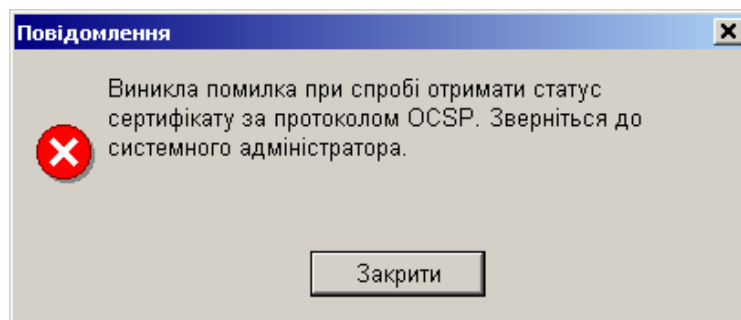 Повідомлення
Виникла помилка при спробі отримати статус
сертифікату за протоколом OCSP. Зверніться до
системного адміністратора.
Закрити